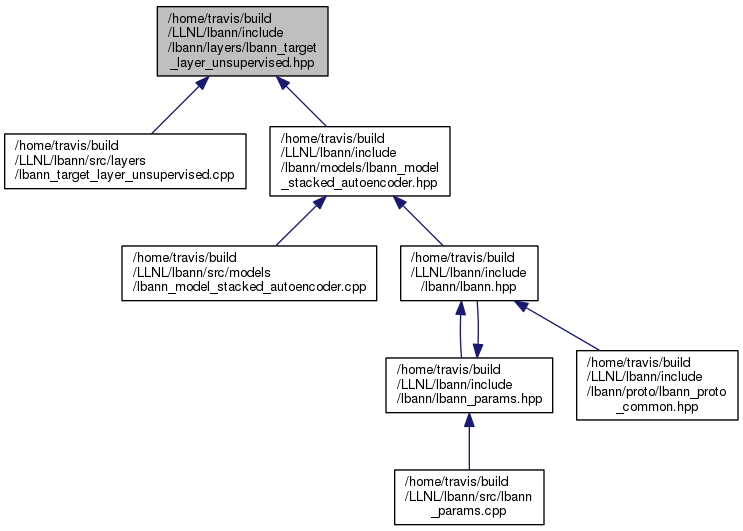 /home/travis/build
/LLNL/lbann/include
/lbann/layers/lbann_target
_layer_unsupervised.hpp
/home/travis/build
/LLNL/lbann/src/layers
/lbann_target_layer_unsupervised.cpp
/home/travis/build
/LLNL/lbann/include
/lbann/models/lbann_model
_stacked_autoencoder.hpp
/home/travis/build
/LLNL/lbann/src/models
/lbann_model_stacked_autoencoder.cpp
/home/travis/build
/LLNL/lbann/include
/lbann/lbann.hpp
/home/travis/build
/LLNL/lbann/include
/lbann/lbann_params.hpp
/home/travis/build
/LLNL/lbann/include
/lbann/proto/lbann_proto
_common.hpp
/home/travis/build
/LLNL/lbann/src/lbann
_params.cpp